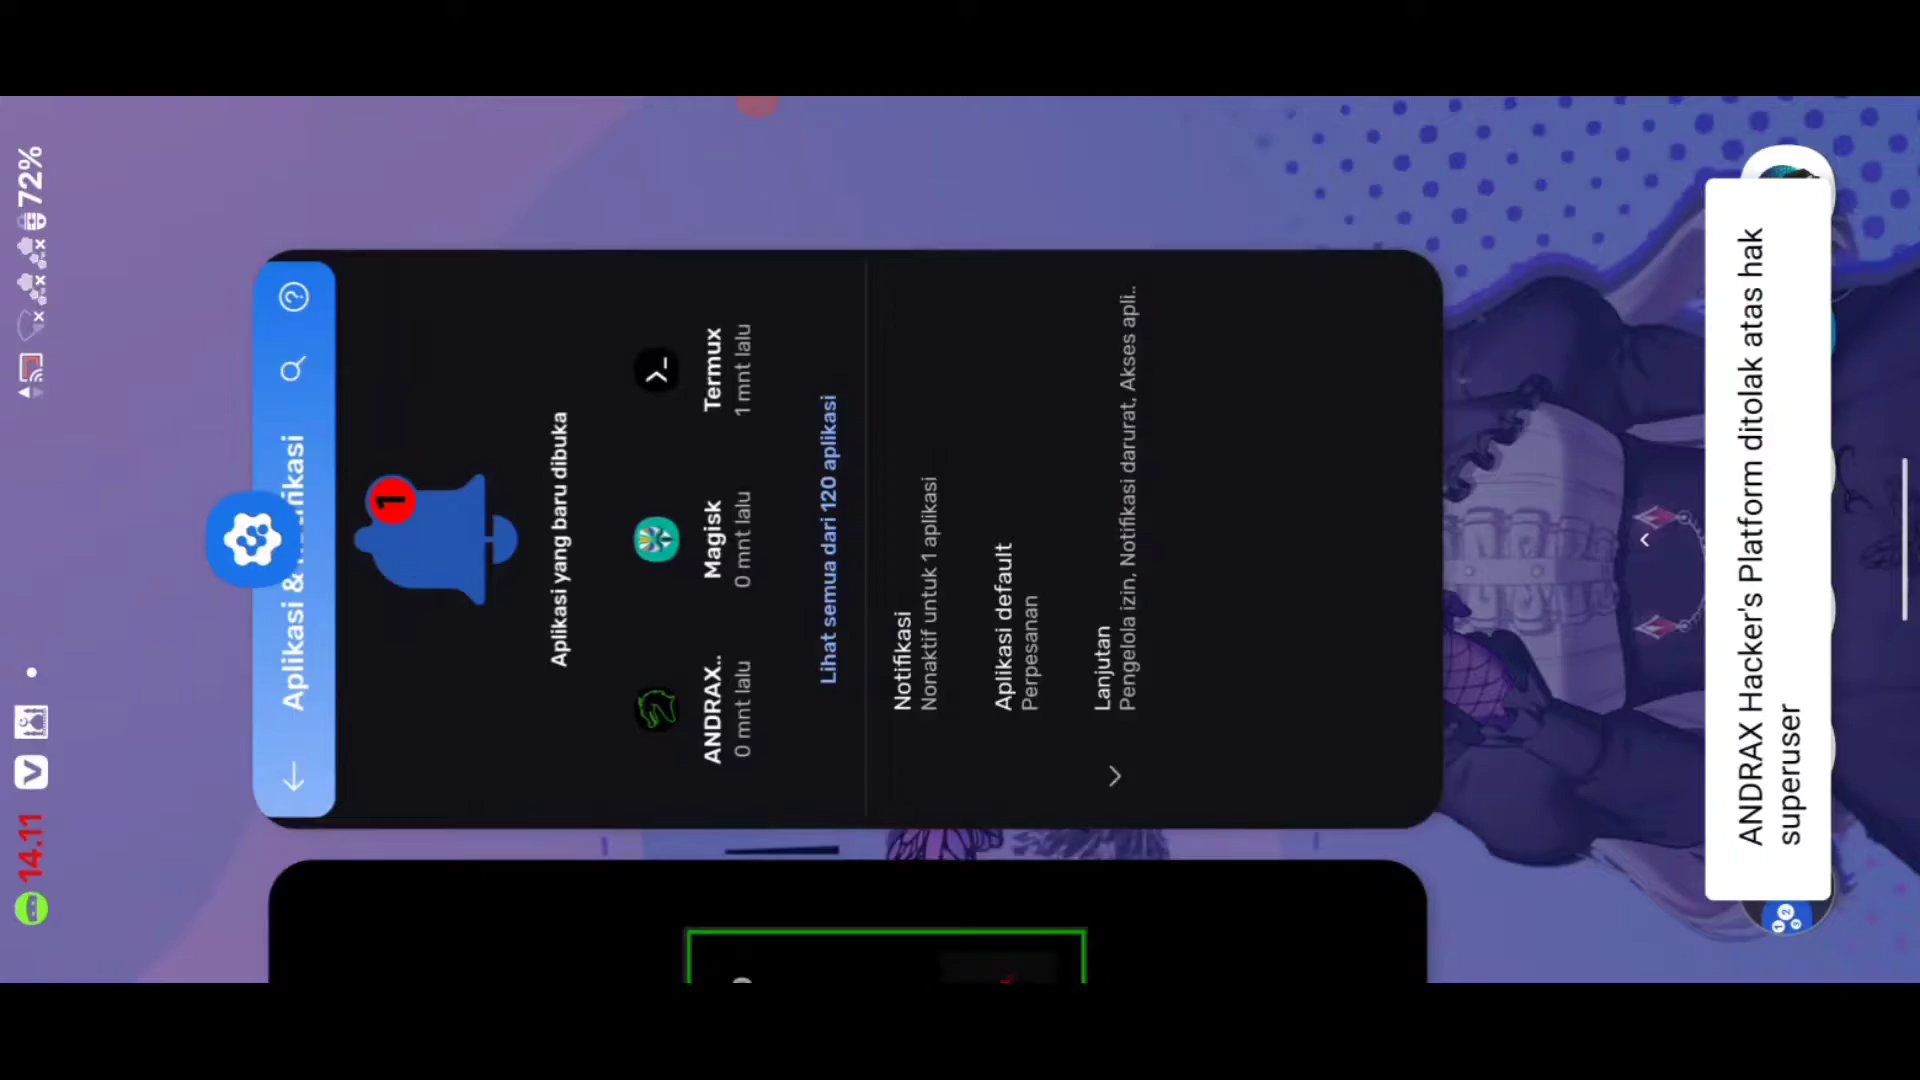 14.11
72%
Aplikasi & Notifikasi
1
Aplikasi yang baru dibuka
ANDRAX..
0 mnt lalu
Magisk
0 mnt lalu
Termux
1 mnt lalu
Lihat semua dari 120 aplikasi
Notifikasi
Nonaktif untuk 1 aplikasi
Aplikasi default
Perpesanan
Lanjutan
Pengelola izin, Notifikasi darurat, Akses apli..
ANDRAX Hacker's Platform ditolak atas hak
superuser